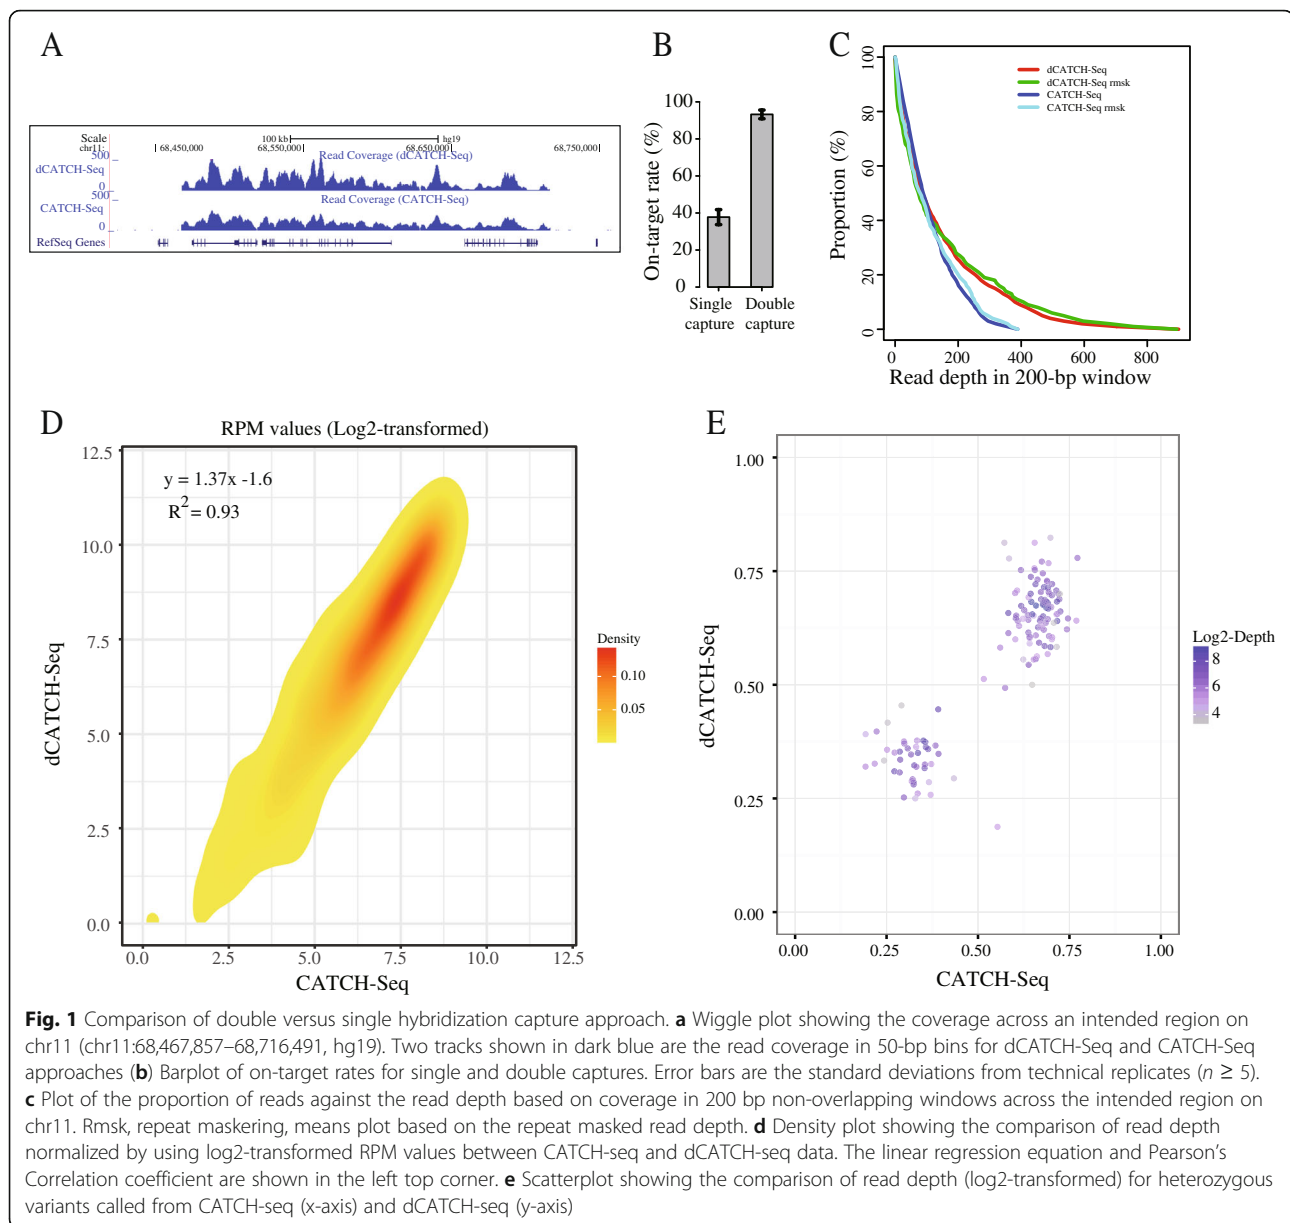 A
Scale
100 kb
hg19
chr11:
68,450,000
68,550,000
68,650,000
68,750,000
Read Coverage (dCATCH-Seq)
500
dCATCH-Seq
0
Read Coverage (CATCH-Seq)
500
CATCH-Seq
0
RefSeq Genes
B
On-target rate (%)
100
80
60
40
20
0
Single capture
Double capture
C
Proportion (%)
100
80
60
40
20
0
dCATCH-Seq
dCATCH-Seq rmsk
CATCH-Seq
CATCH-Seq rmsk
0 200 400 600 800
Read depth in 200-bp window
D
RPM values (Log2-transformed)
y = 1.37x -1.6
R2 = 0.93
dCATCH-Seq
12.5
10.0
7.5
5.0
2.5
0.0
0.0 2.5 5.0 7.5 10.0 12.5
CATCH-Seq
Density
0.10
0.05
E
dCATCH-Seq
1.00
0.75
0.50
0.25
0.00
0.00 0.25 0.50 0.75 1.00
CATCH-Seq
Log2-Depth
8
6
4
Fig. 1 Comparison of double versus single hybridization capture approach. a Wiggle plot showing the coverage across an intended region on
chr11 (chr11:68,467,857–68,716,491, hg19). Two tracks shown in dark blue are the read coverage in 50-bp bins for dCATCH-Seq and CATCH-Seq
approaches (b) Barplot of on-target rates for single and double captures. Error bars are the standard deviations from technical replicates (n ≥ 5).
c Plot of the proportion of reads against the read depth based on coverage in 200 bp non-overlapping windows across the intended region on
chr11. Rmsk, repeat maskering, means plot based on the repeat masked read depth. d Density plot showing the comparison of read depth
normalized by using log2-transformed RPM values between CATCH-seq and dCATCH-seq data. The linear regression equation and Pearson's
Correlation coefficient are shown in the left top corner. e Scatterplot showing the comparison of read depth (log2-transformed) for heterozygous
variants called from CATCH-seq (x-axis) and dCATCH-seq (y-axis)